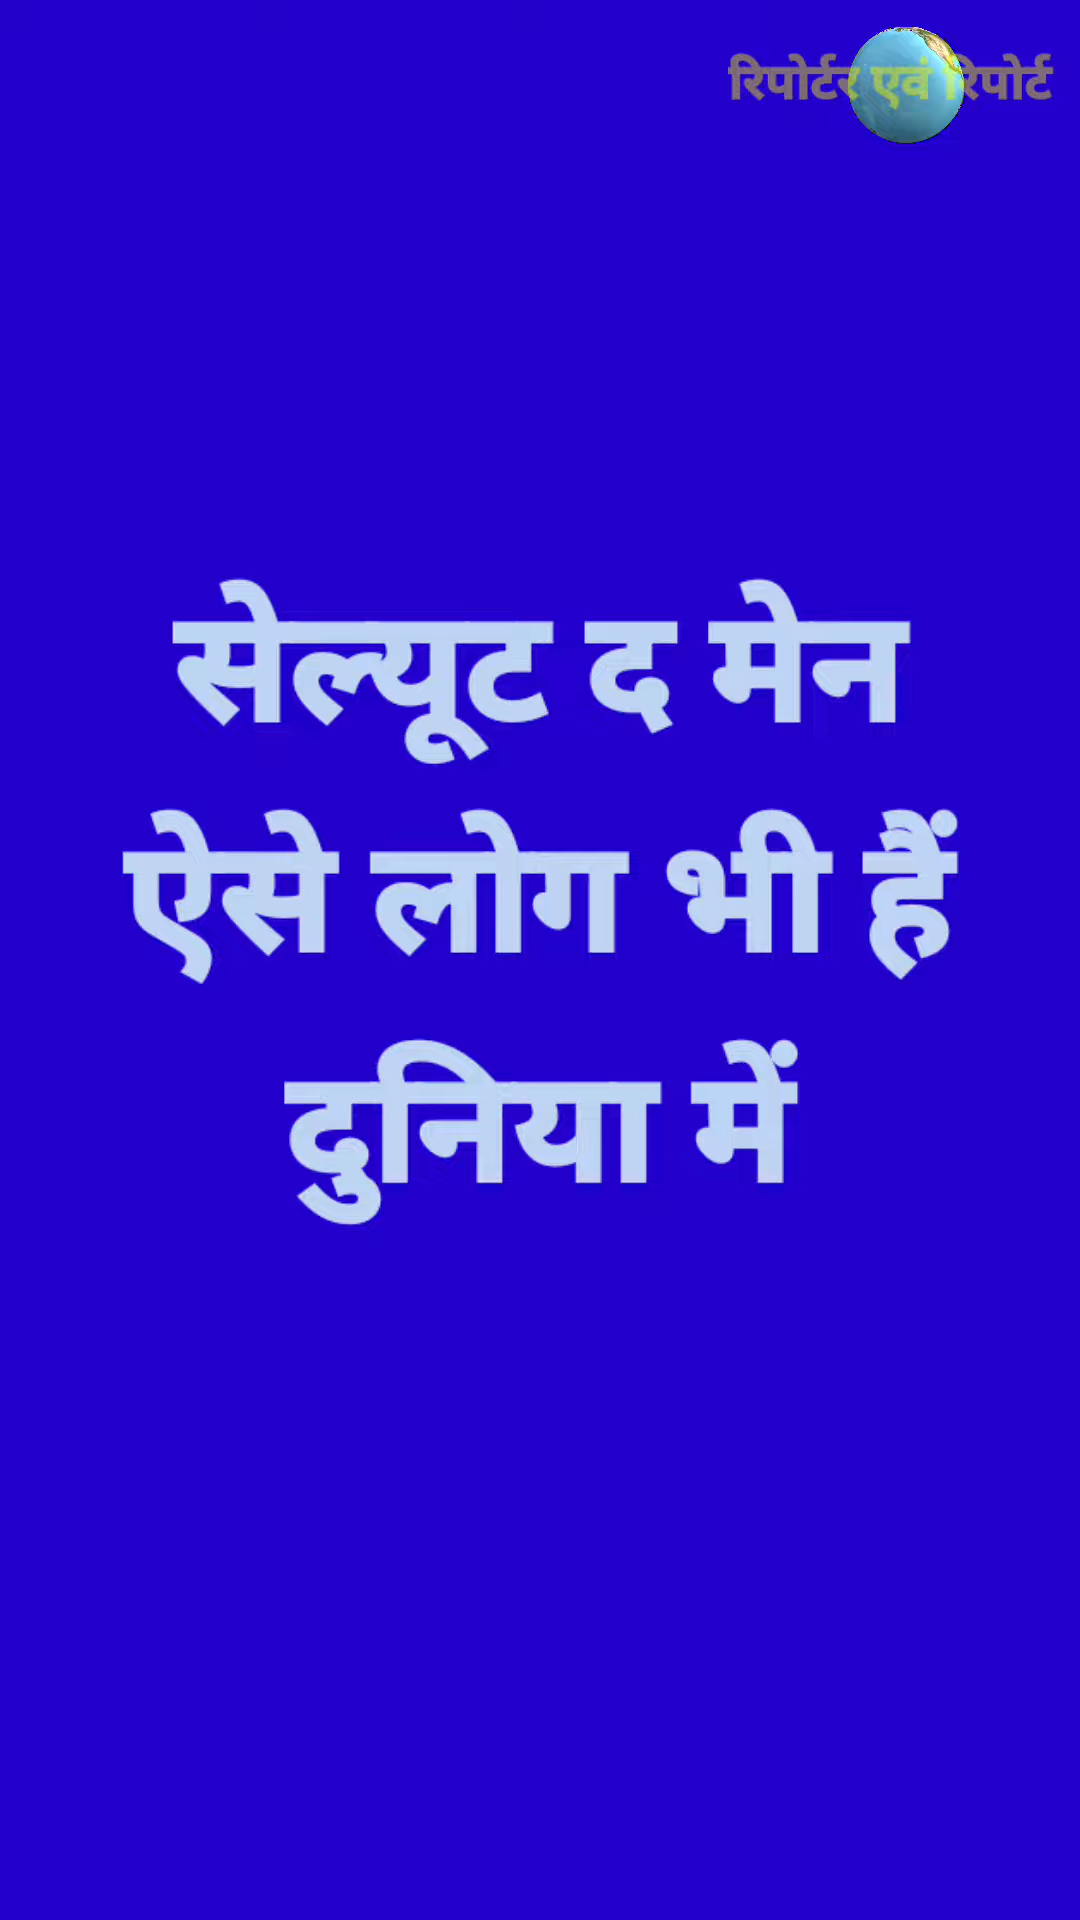 रिपोर्टर एवं रिपोर्ट
सेल्यूट द मेन
ऐसे लोग भी हैं
दुनिया में